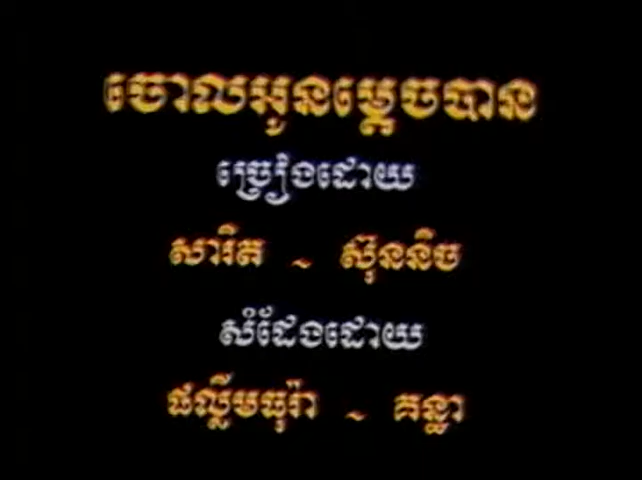 ចោលអូនម្ដេចបាន
ច្រៀងដោយ
សារិត ~ ស៊ុននិច
សំដែងដោយ
ផល្លីមធុរ៉ា ~ គន្ធា